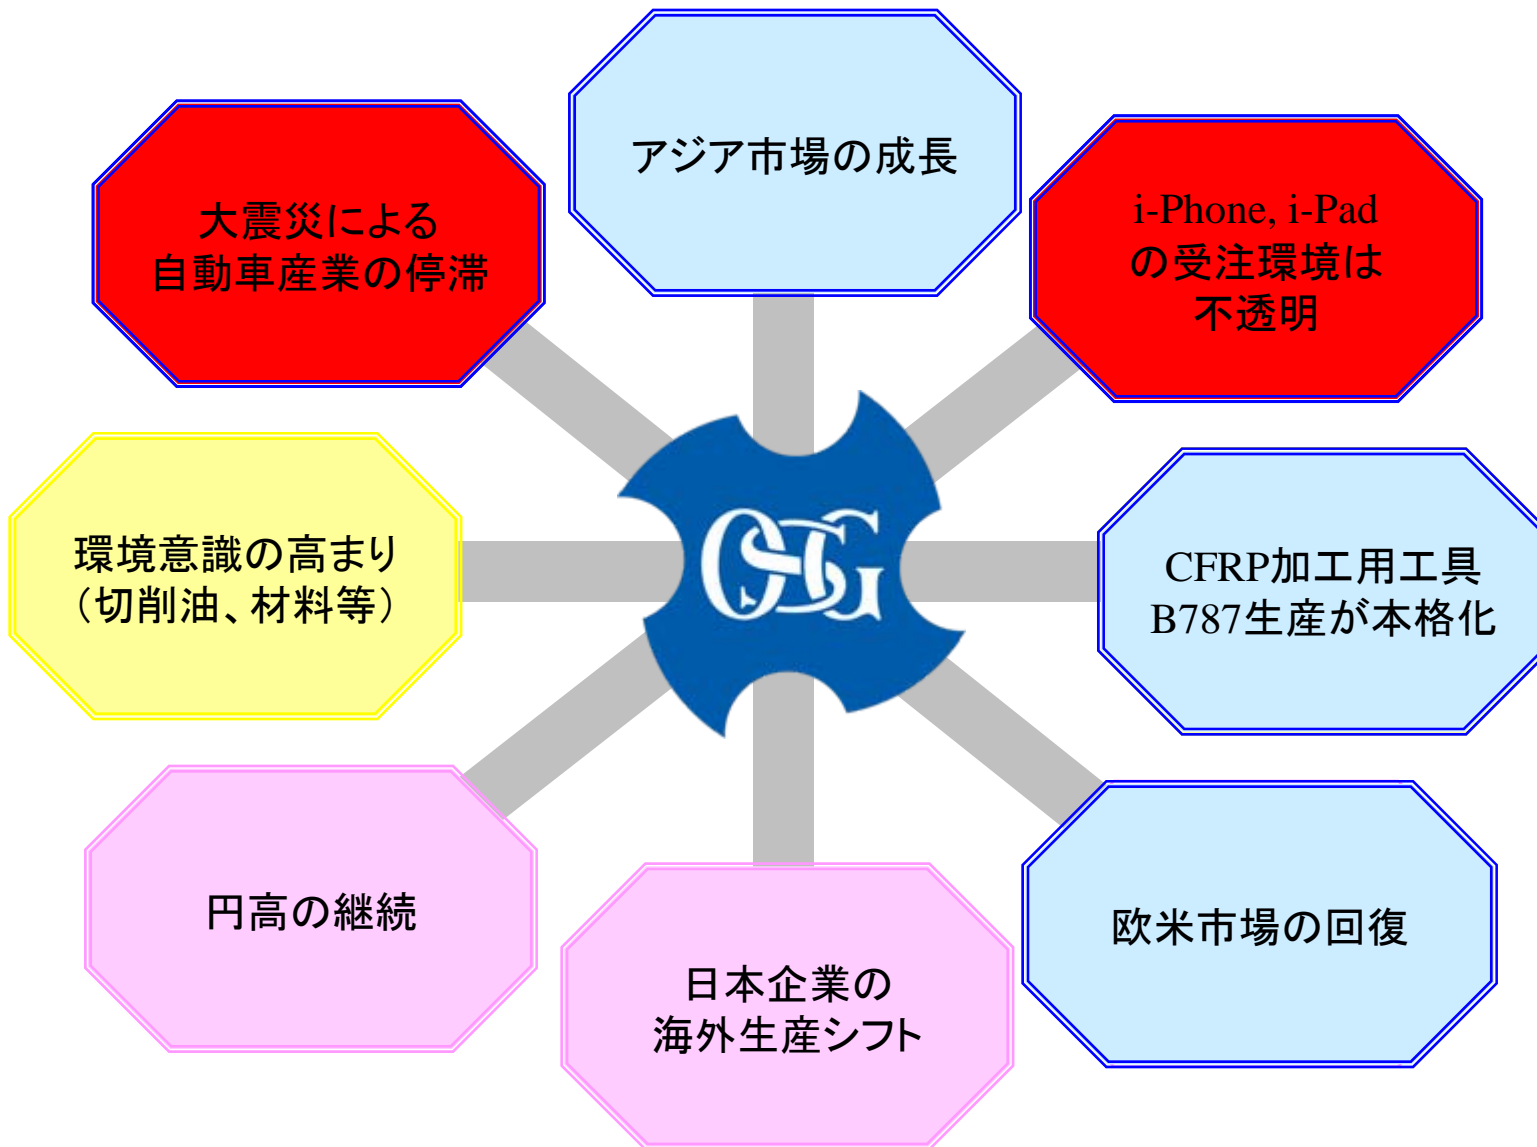 アジア市場の成長
大震災による
自動車産業の停滞
i-Phone, i-Pad
の受注環境は
不透明
OSG
環境意識の高まり
（切削油、材料等）
CFRP加工用工具
B787生産が本格化
円高の継続
欧米市場の回復
日本企業の
海外生産シフト